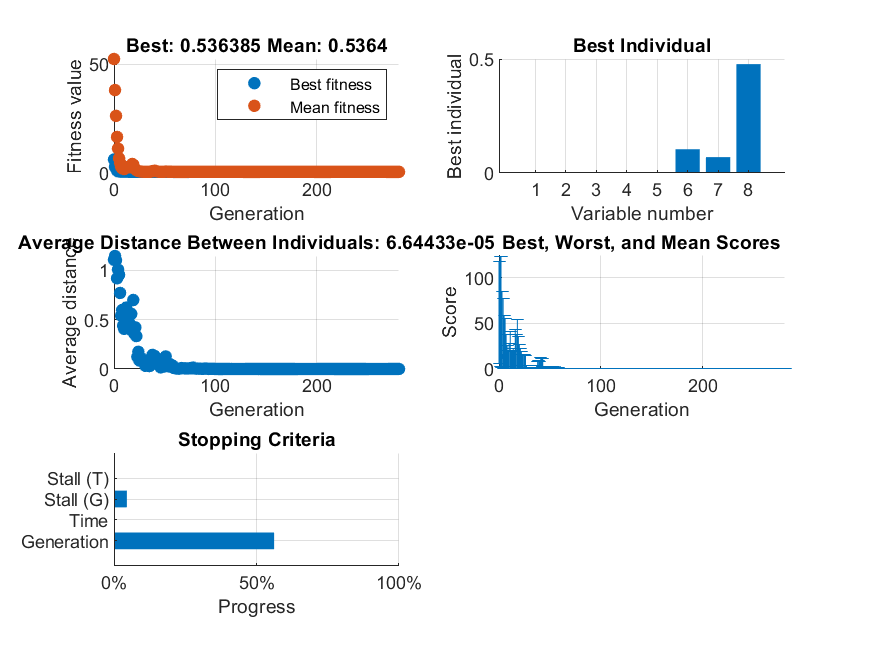 Best: 0.536385 Mean: 0.5364
Fitness value
50
0
Best fitness
Mean fitness
0
100
200
Generation
Best Individual
Best individual
0.5
0
1
2
3
4
5
6
7
8
Variable number
Average Distance Between Individuals: 6.64433e-05
Average distance
1
0.5
0
0
100
200
Generation
Best, Worst, and Mean Scores
Score
100
50
0
0
100
200
Generation
Stopping Criteria
Stall (T)
Stall (G)
Time
Generation
0%
50%
100%
Progress